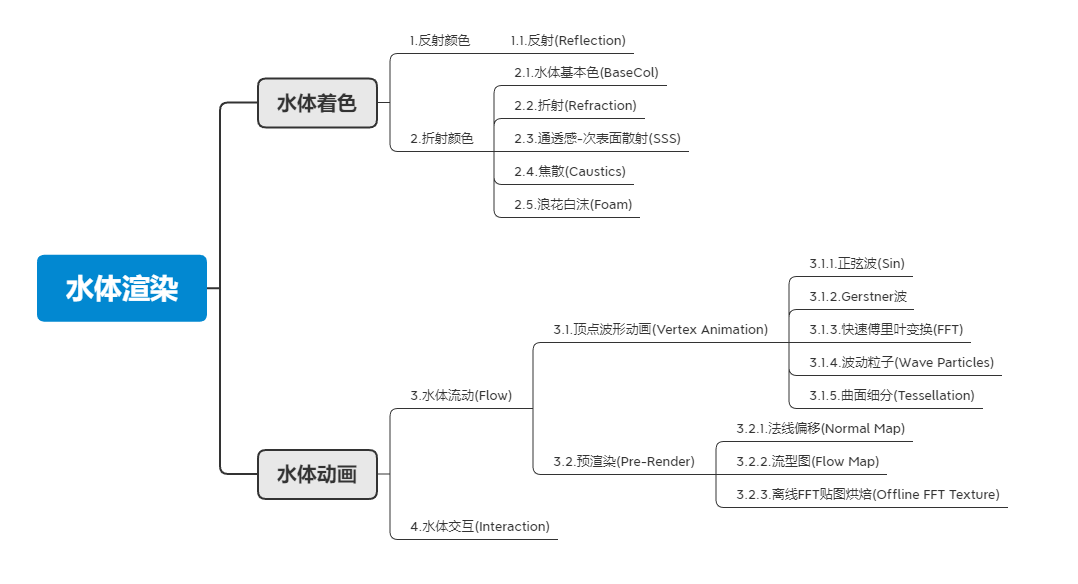 水体渲染
水体着色
1.反射颜色
1.1.反射(Reflection)
2.折射颜色
2.1.水体基本色(BaseCol)
2.2.折射(Refraction)
2.3.通透感-次表面散射(SSS)
2.4.焦散(Caustics)
2.5.浪花白沫(Foam)
水体动画
3.水体流动(Flow)
3.1.顶点波形动画(Vertex Animation)
3.1.1.正弦波(Sin)
3.1.2.Gerstner波
3.1.3.快速傅里叶变换(FFT)
3.1.4.波动粒子(Wave Particles)
3.1.5.曲面细分(Tessellation)
3.2.预渲染(Pre-Render)
3.2.1.法线偏移(Normal Map)
3.2.2.流型图(Flow Map)
3.2.3.离线FFT贴图烘焙(Offline FFT Texture)
4.水体交互(Interaction)